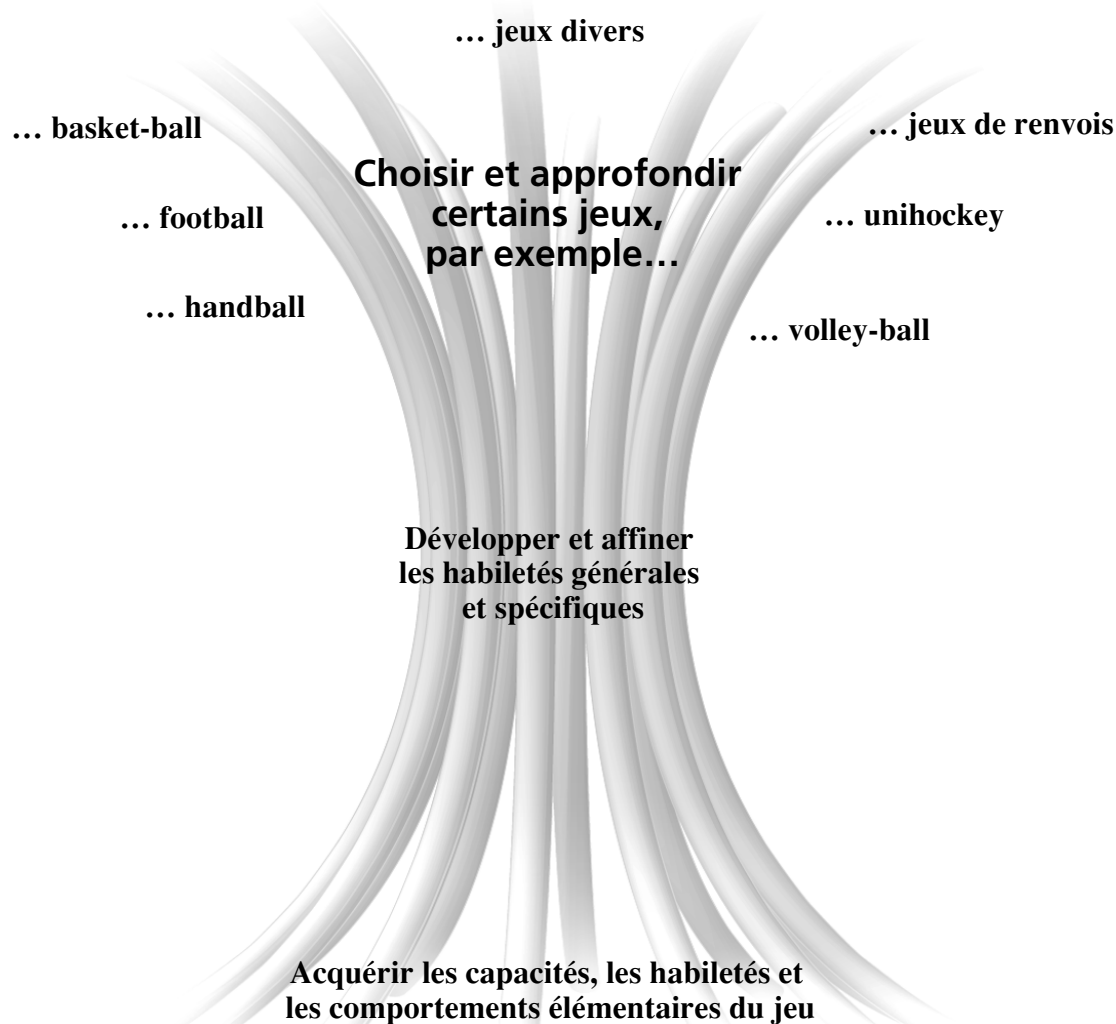 … jeux divers
… basket-ball
… jeux de renvois
Choisir et approfondir
certains jeux,
par exemple…
… football
… unihockey
… handball
… volley-ball
Développer et affiner
les habiletés générales
et spécifiques
Acquérir les capacités, les habiletés et
les comportements élémentaires du jeu